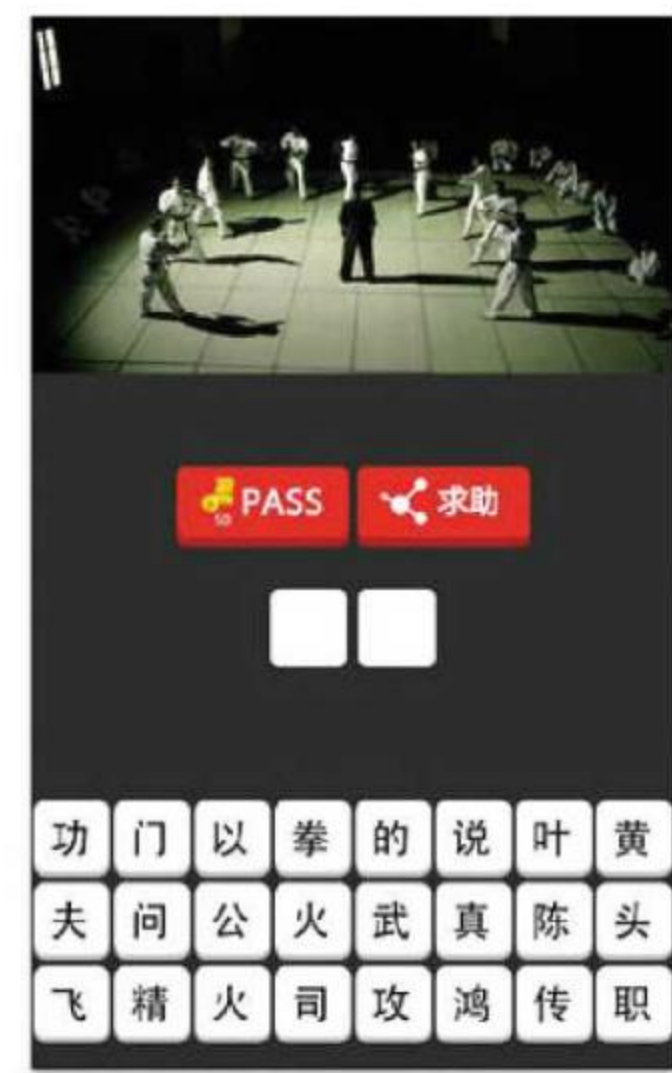 50 PASS 求助
功 门 以 拳 的 说 叶 黄
夫 问 公 火 武 真 陈 头
飞 精 火 司 攻 鸿 传 职